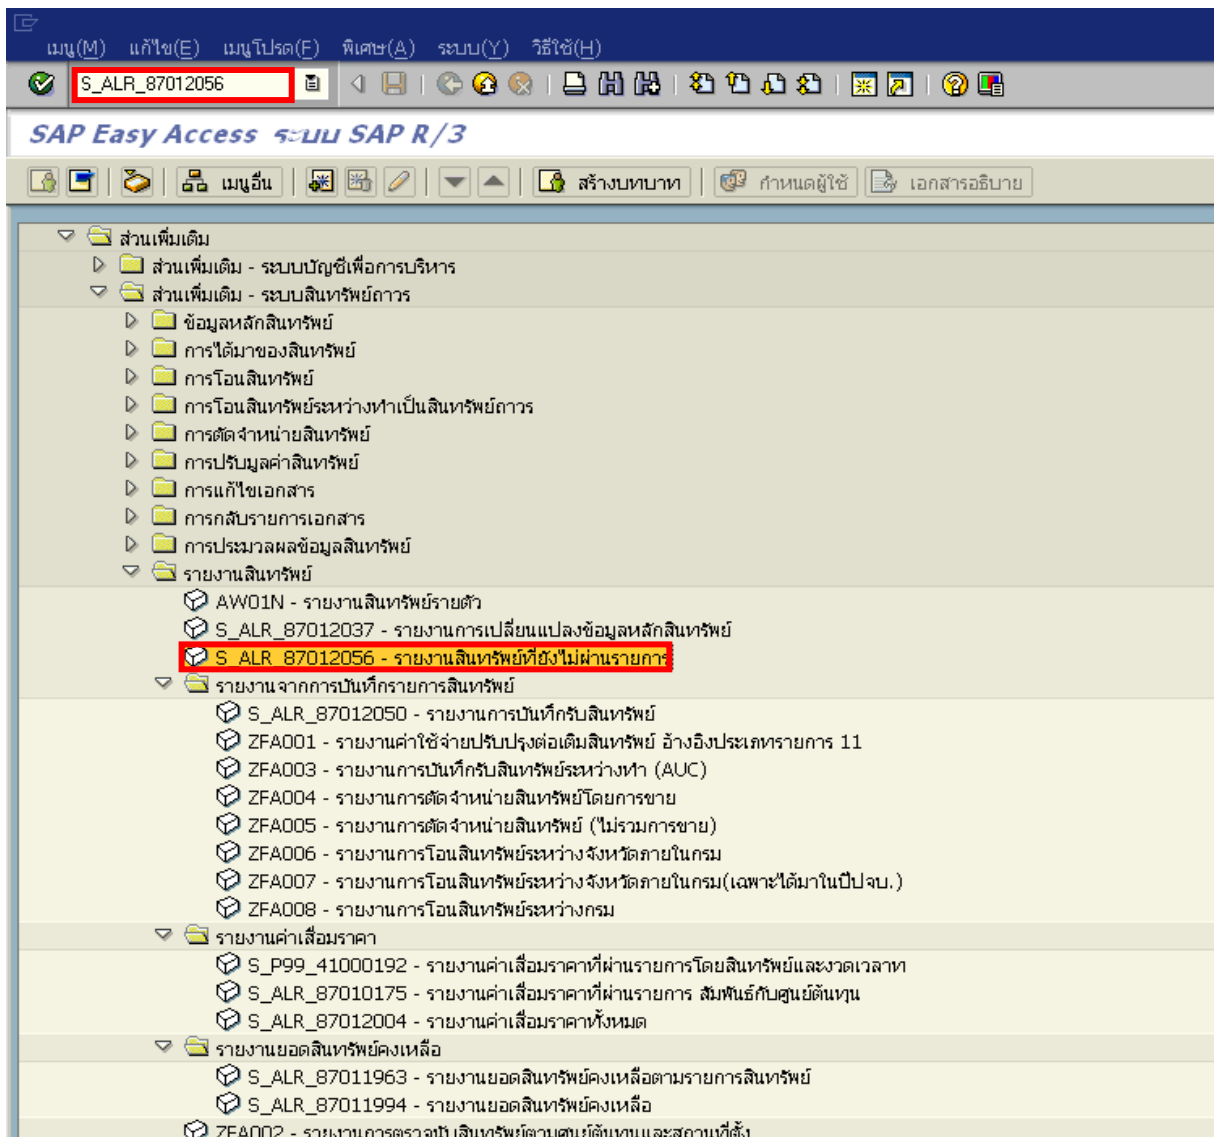 เมนู(M) แก้ไข(E) เมนูโปรด(F) พิเศษ(A) ระบบ(Y) วิธีใช้(H)
S_ALR_87012056
SAP Easy Access ระบบ SAP R/3
เมนูอื่น สร้างบทบาท กำหนดผู้ใช้ เอกสารอธิบาย
ส่วนเพิ่มเติม
ส่วนเพิ่มเติม - ระบบบัญชีเพื่อการบริหาร
ส่วนเพิ่มเติม - ระบบสินทรัพย์ถาวร
ข้อมูลหลักสินทรัพย์
การได้มาของสินทรัพย์
การโอนสินทรัพย์
การโอนสินทรัพย์ระหว่างทำเป็นสินทรัพย์ถาวร
การตัดจำหน่ายสินทรัพย์
การปรับมูลค่าสินทรัพย์
การแก้ไขเอกสาร
การกลับรายการเอกสาร
การประมวลผลข้อมูลสินทรัพย์
รายงานสินทรัพย์
AW01N - รายงานสินทรัพย์รายตัว
S_ALR_87012037 - รายงานการเปลี่ยนแปลงข้อมูลหลักสินทรัพย์
S_ALR_87012056 - รายงานสินทรัพย์ที่ยังไม่ผ่านรายการ
รายงานจากการบันทึกรายการสินทรัพย์
S_ALR_87012050 - รายงานการบันทึกรับสินทรัพย์
ZFA001 - รายงานค่าใช้จ่ายปรับปรุงต่อเติมสินทรัพย์ อ้างอิงประเภทรายการ 11
ZFA003 - รายงานการบันทึกรับสินทรัพย์ระหว่างทำ (AUC)
ZFA004 - รายงานการตัดจำหน่ายสินทรัพย์โดยการขาย
ZFA005 - รายงานการตัดจำหน่ายสินทรัพย์ (ไม่รวมการขาย)
ZFA006 - รายงานการโอนสินทรัพย์ระหว่างจังหวัดภายในกรม
ZFA007 - รายงานการโอนสินทรัพย์ระหว่างจังหวัดภายในกรม(เฉพาะได้มาในปีปจบ.)
ZFA008 - รายงานการโอนสินทรัพย์ระหว่างกรม
รายงานค่าเสื่อมราคา
S_P99_41000192 - รายงานค่าเสื่อมราคาที่ผ่านรายการโดยสินทรัพย์และงวดเวลาท
S_ALR_87010175 - รายงานค่าเสื่อมราคาที่ผ่านรายการ สัมพันธ์กับศูนย์ต้นทุน
S_ALR_87012004 - รายงานค่าเสื่อมราคาทั้งหมด
รายงานยอดสินทรัพย์คงเหลือ
S_ALR_87011963 - รายงานยอดสินทรัพย์คงเหลือตามรายการสินทรัพย์
S_ALR_87011994 - รายงานยอดสินทรัพย์คงเหลือ
ZFA002 - รายงานการตรวจนับสินทรัพย์ตามศูนย์ต้นทุนและสถานที่ตั้ง